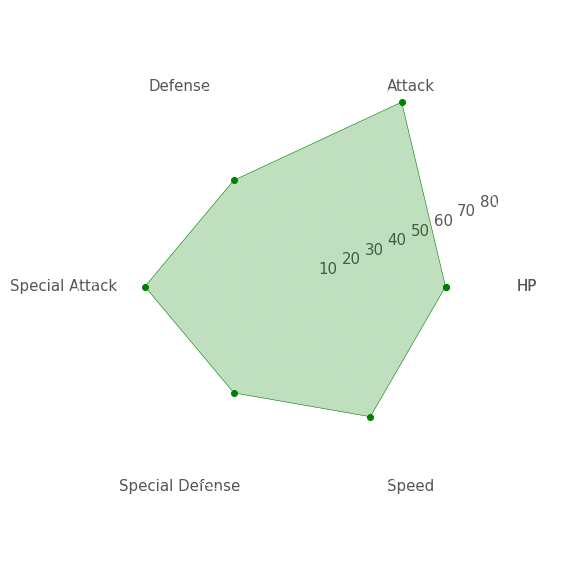 Defense
Attack
80
70
60
50
40
30
20
10
Special Attack
HP
Special Defense
Speed